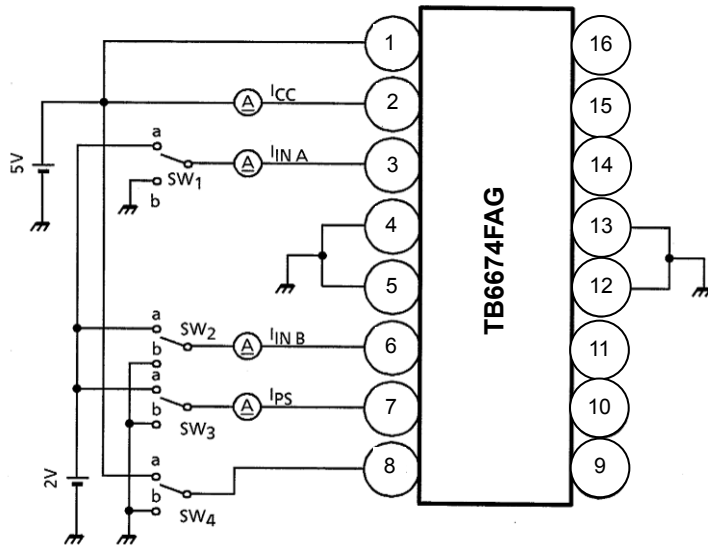 1
16
A
ICC
2
15
5V
a
SW1
b
A
IIN A
3
14
4
13
5
12
TB6674FAG
a
SW2
b
A
IIN B
6
11
a
b
SW3
A
IPS
7
10
2V
a
b
SW4
8
9